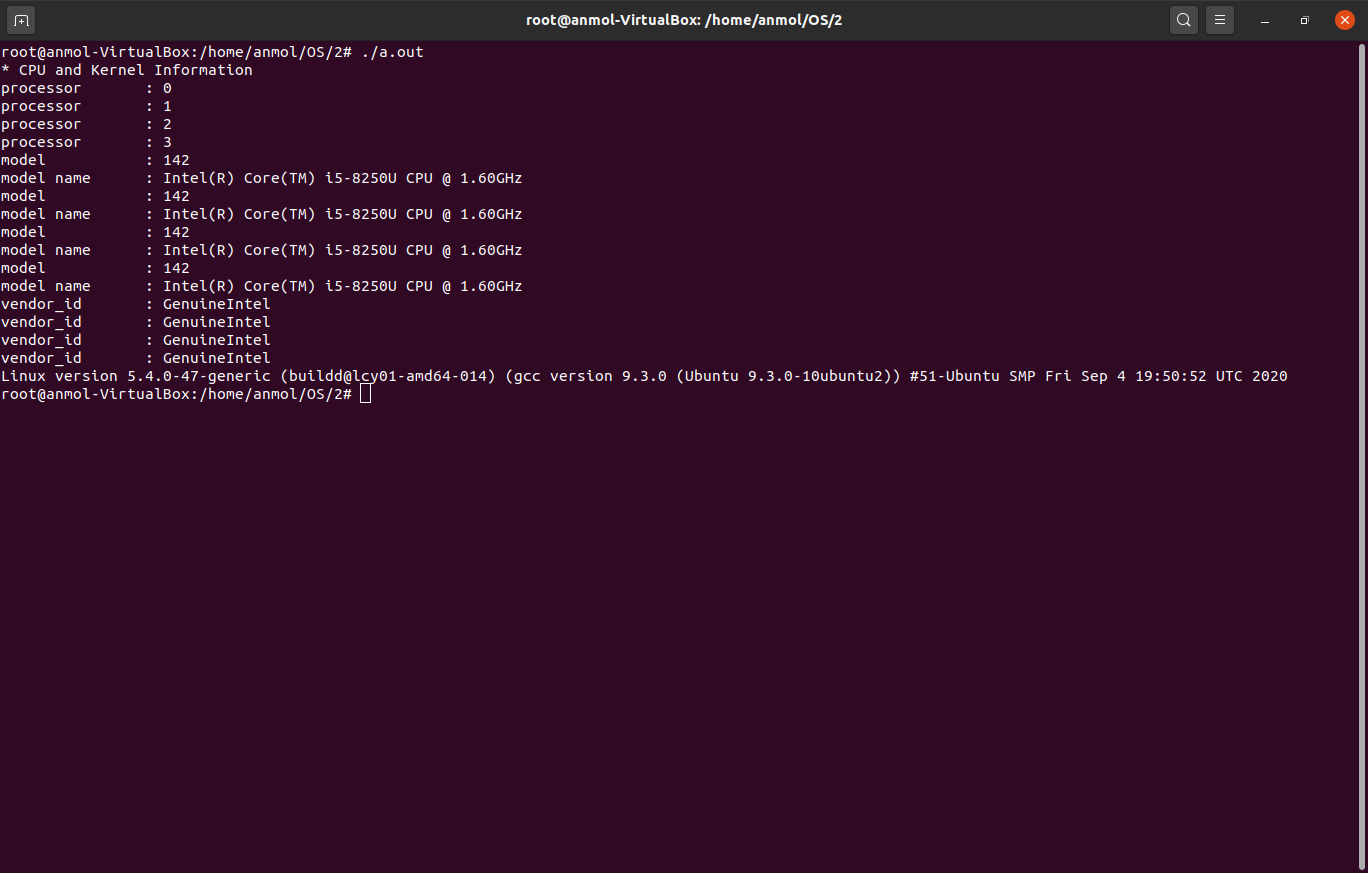 root@anmol-VirtualBox: /home/anmol/OS/2
root@anmol-VirtualBox:/home/anmol/OS/2# ./a.out
* CPU and Kernel Information
processor       : 0
processor       : 1
processor       : 2
processor       : 3
model           : 142
model name      : Intel(R) Core(TM) i5-8250U CPU @ 1.60GHz
model           : 142
model name      : Intel(R) Core(TM) i5-8250U CPU @ 1.60GHz
model           : 142
model name      : Intel(R) Core(TM) i5-8250U CPU @ 1.60GHz
model           : 142
model name      : Intel(R) Core(TM) i5-8250U CPU @ 1.60GHz
vendor_id       : GenuineIntel
vendor_id       : GenuineIntel
vendor_id       : GenuineIntel
vendor_id       : GenuineIntel
Linux version 5.4.0-47-generic (buildd@lcy01-amd64-014) (gcc version 9.3.0 (Ubuntu 9.3.0-10ubuntu2)) #51-Ubuntu SMP Fri Sep 4 19:50:52 UTC 2020
root@anmol-VirtualBox:/home/anmol/OS/2#